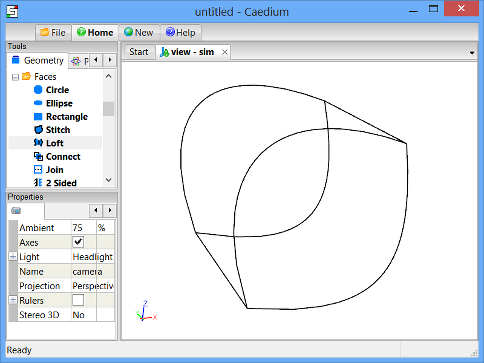 untitled - Caedium
File
Home
New
Help
Tools
Geometry
P
Faces
Circle
Ellipse
Rectangle
Stitch
Loft
Connect
Join
2 Sided
Properties
Ambient 75 %
Axes
Light Headlight
Name camera
Projection Perspective
Rulers
Stereo 3D No
Start
view - sim
Z
X
Ready